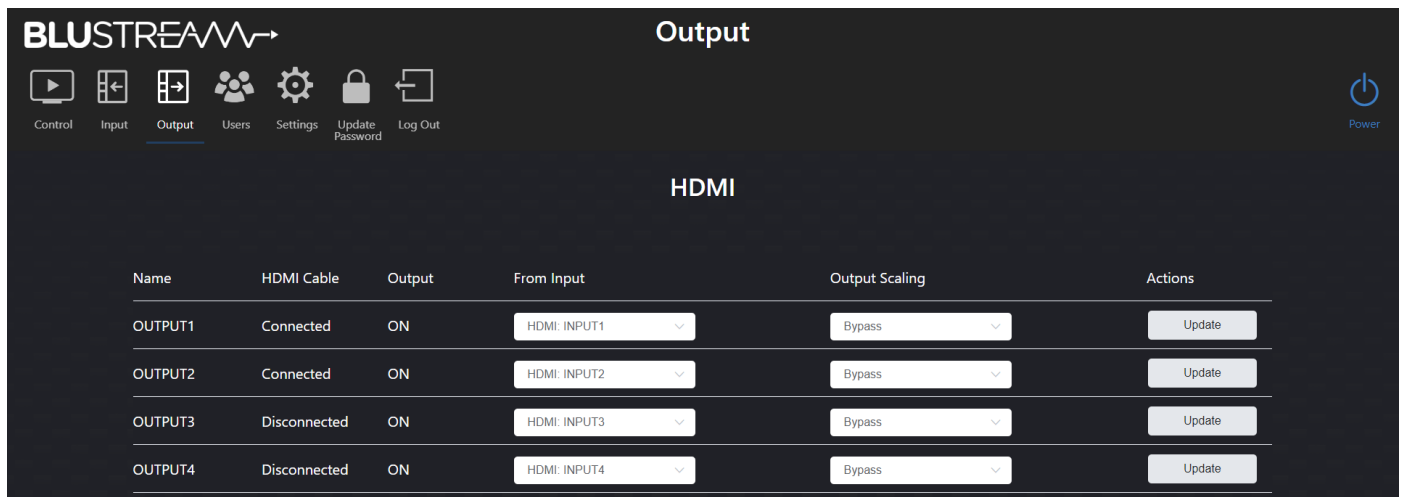 BLUSTREAM
Output
Control Input Output Users Settings Update Password Log Out
Power
HDMI
Name HDMI Cable Output From Input Output Scaling Actions
OUTPUT1 Connected ON HDMI: INPUT1 Bypass Update
OUTPUT2 Connected ON HDMI: INPUT2 Bypass Update
OUTPUT3 Disconnected ON HDMI: INPUT3 Bypass Update
OUTPUT4 Disconnected ON HDMI: INPUT4 Bypass Update